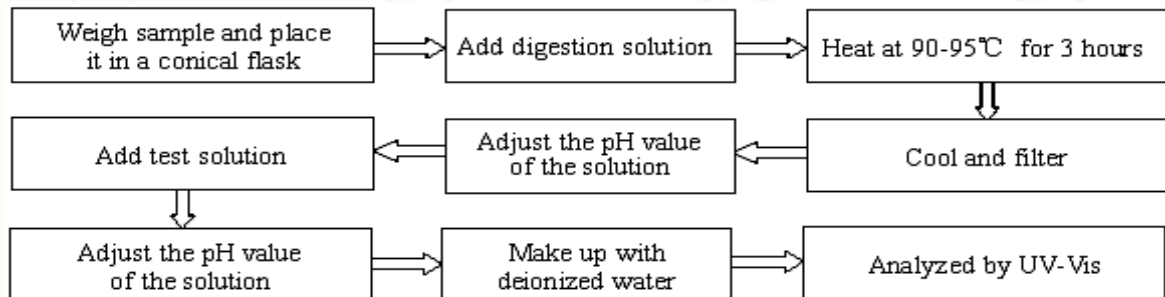 Weigh sample and place
it in a conical flask
Add digestion solution
Heat at 90-95℃ for 3 hours
Cool and filter
Adjust the pH value
of the solution
Add test solution
Adjust the pH value
of the solution
Make up with
deionized water
Analyzed by UV-Vis